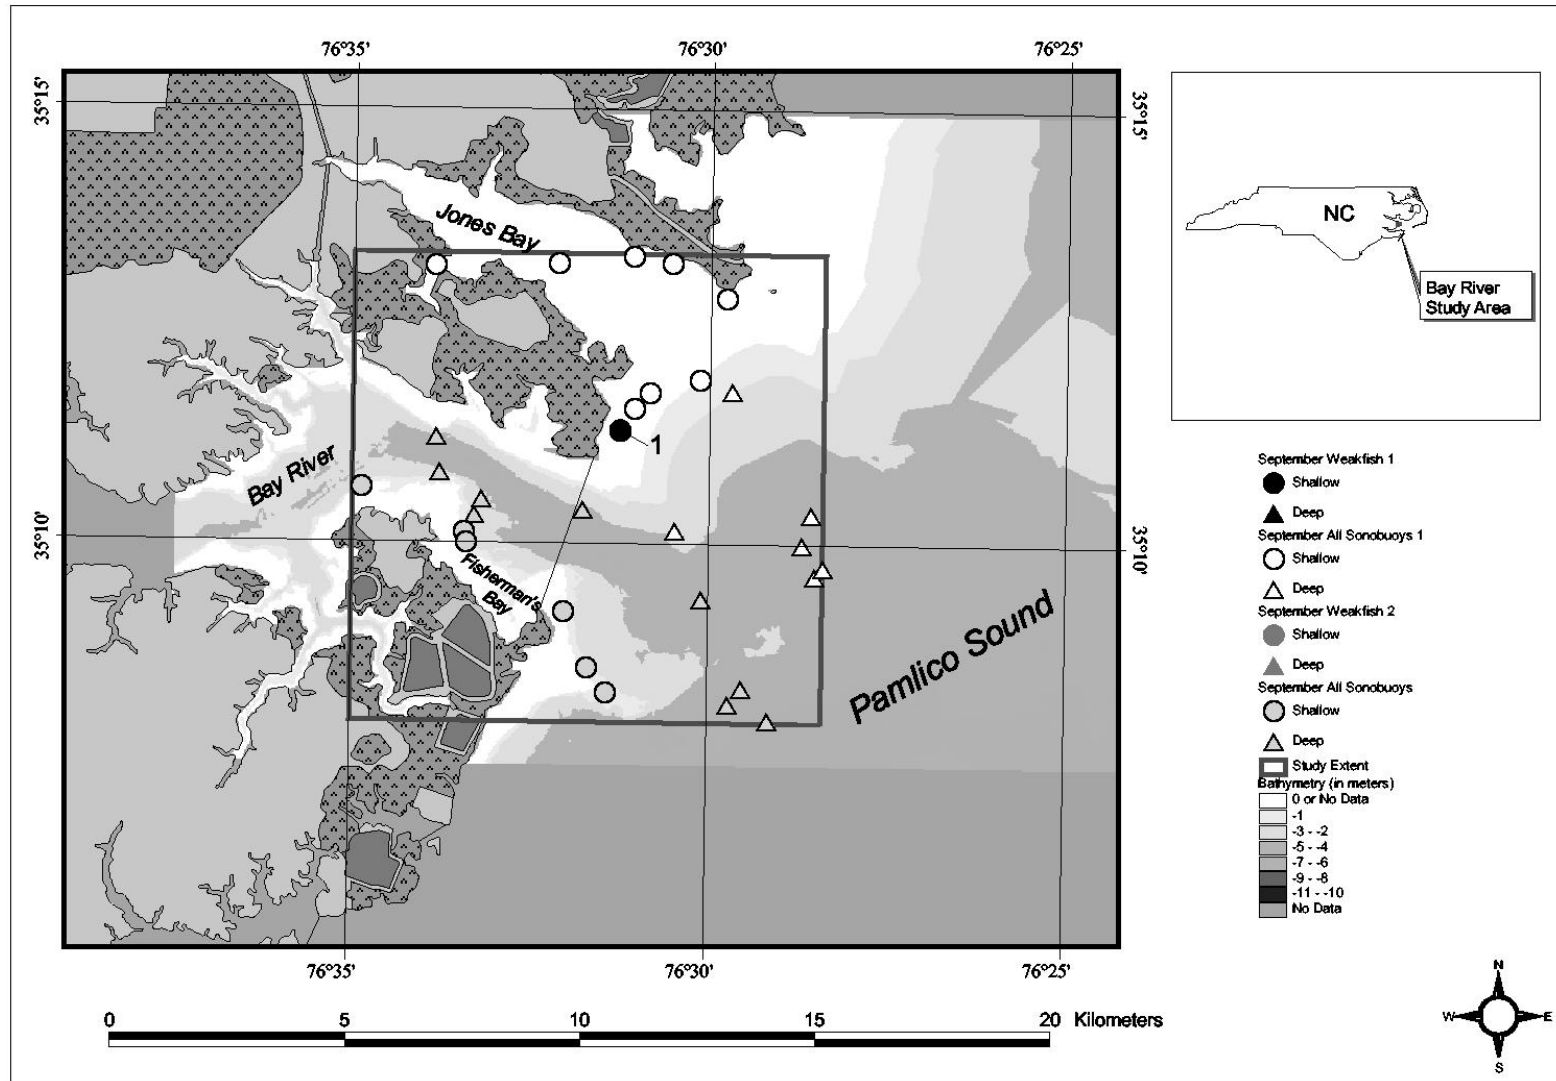 76°35'
76°30'
76°25'
35°15'
35°15'
Jones Bay
NC
Bay River
Study Area
1
Bay River
35°10'
35°10'
Fisherman's
Bay
Pamlico Sound
76°35'
76°30'
76°25'
September Weakfish 1
Shallow
Deep
September All Sonobuoys 1
Shallow
Deep
September Weakfish 2
Shallow
Deep
September All Sonobuoys
Shallow
Deep
Study Extent
Bathymetry (in meters)
0 or No Data
-1
-3 - -2
-5 - -4
-7 - -6
-9 - -8
-11 - -10
No Data
0 5 10 15 20 Kilometers
N
W E
S